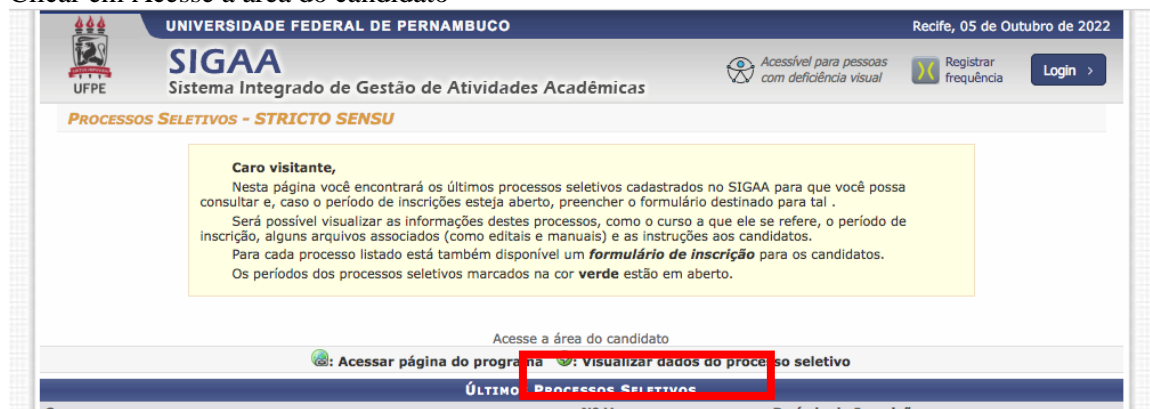 Clicar em Acesse a área do candidato
UNIVERSIDADE FEDERAL DE PERNAMBUCO
Recife, 05 de Outubro de 2022
UFPE
SIGAA
Sistema Integrado de Gestão de Atividades Acadêmicas
Acessível para pessoas
com deficiência visual
Registrar
frequência
Login >
PROCESSOS SELETIVOS - STRICTO SENSU
Caro visitante,
Nesta página você encontrará os últimos processos seletivos cadastrados no SIGAA para que você possa
consultar e, caso o período de inscrições esteja aberto, preencher o formulário destinado para tal .
Será possível visualizar as informações destes processos, como o curso a que ele se refere, o período de
inscrição, alguns arquivos associados (como editais e manuais) e as instruções aos candidatos.
Para cada processo listado está também disponível um formulário de inscrição para os candidatos.
Os períodos dos processos seletivos marcados na cor verde estão em aberto.
Acesse a área do candidato
: Acessar página do programa : Visualizar dados do processo seletivo
ÚLTIMOS PROCESSOS SELETIVOS